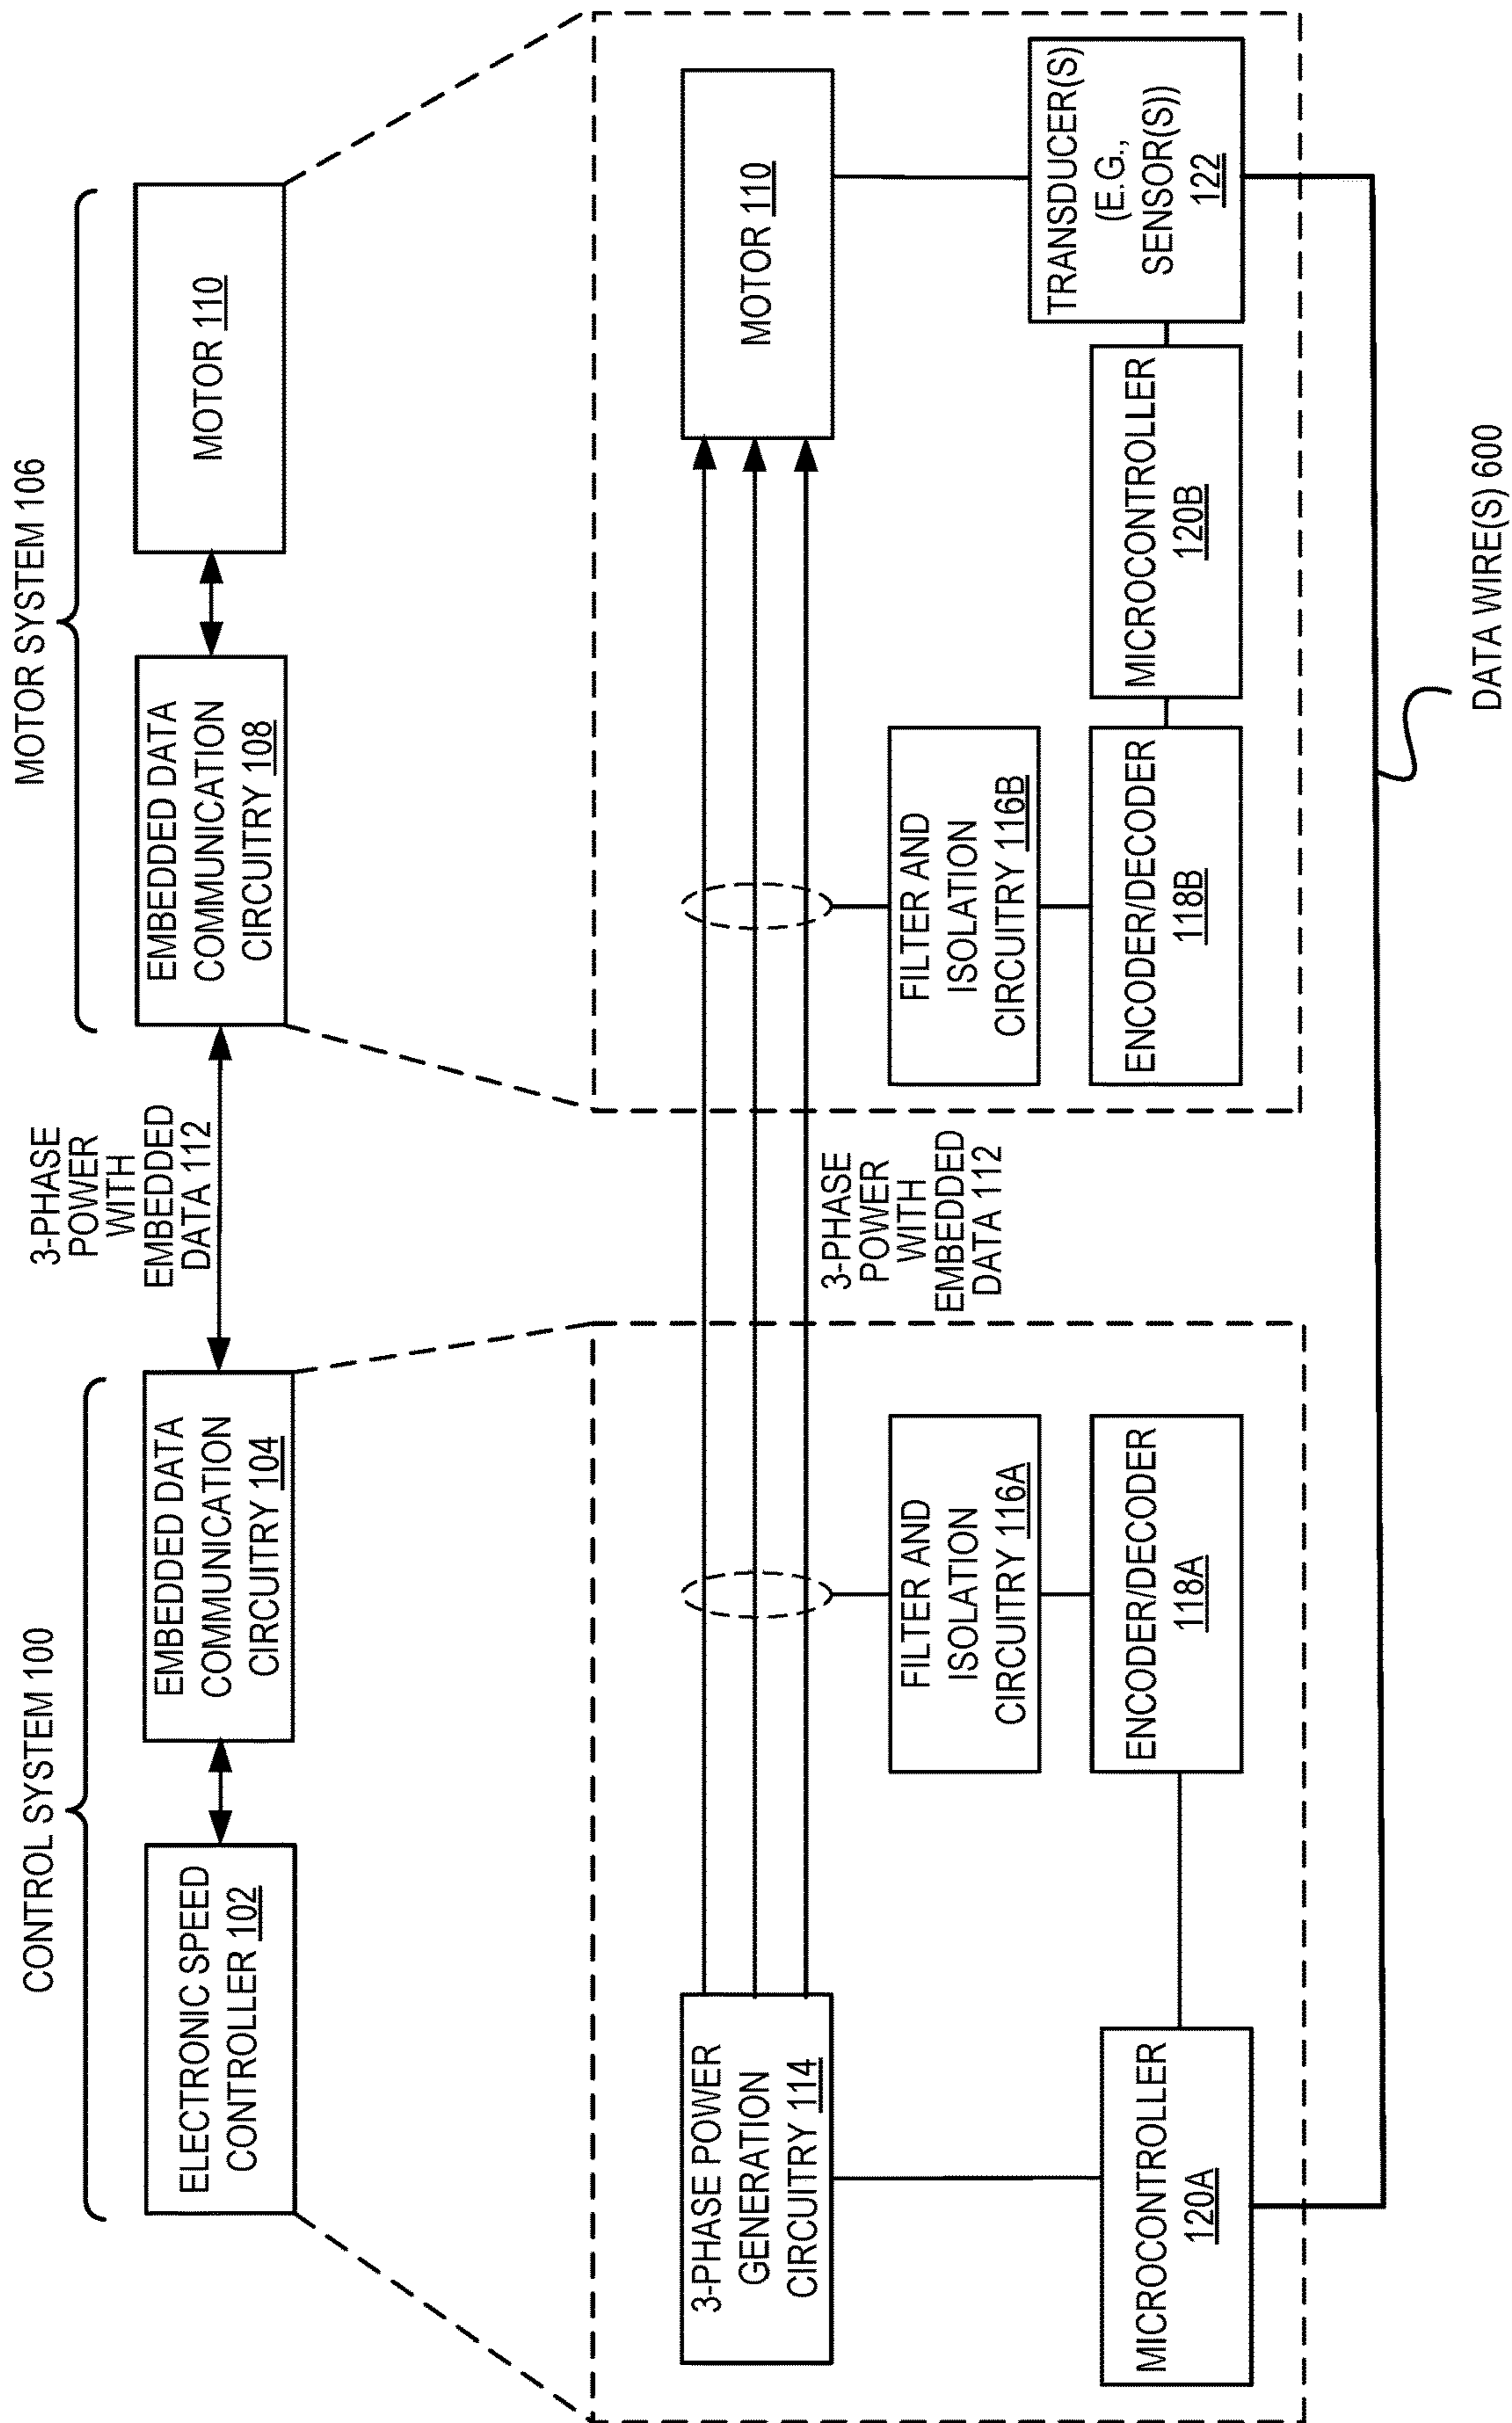 CONTROL SYSTEM 100
MOTOR SYSTEM 106
ELECTRONIC SPEED
CONTROLLER 102
EMBEDDED DATA
COMMUNICATION
CIRCUITRY 104
3-PHASE
POWER
WITH
EMBEDDED
DATA 112
EMBEDDED DATA
COMMUNICATION
CIRCUITRY 108
MOTOR 110
3-PHASE POWER
GENERATION
CIRCUITRY 114
3-PHASE
POWER
WITH
EMBEDDED
DATA 112
MOTOR 110
FILTER AND
ISOLATION
CIRCUITRY 116A
FILTER AND
ISOLATION
CIRCUITRY 116B
MICROCONTROLLER
120A
ENCODER/DECODER
118A
ENCODER/DECODER
118B
MICROCONTROLLER
120B
TRANSDUCER(S)
(E.G.,
SENSOR(S))
122
DATA WIRE(S) 600